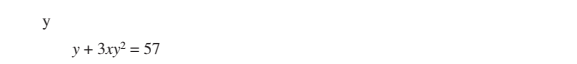 y
y + 3xy² = 57